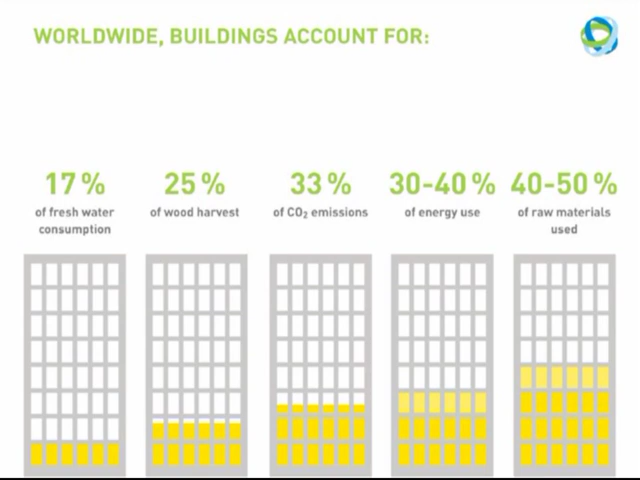 WORLDWIDE, BUILDINGS ACCOUNT FOR:
17 %
of fresh water
consumption
25 %
of wood harvest
33 %
of CO₂ emissions
30-40 %
of energy use
40-50 %
of raw materials
used